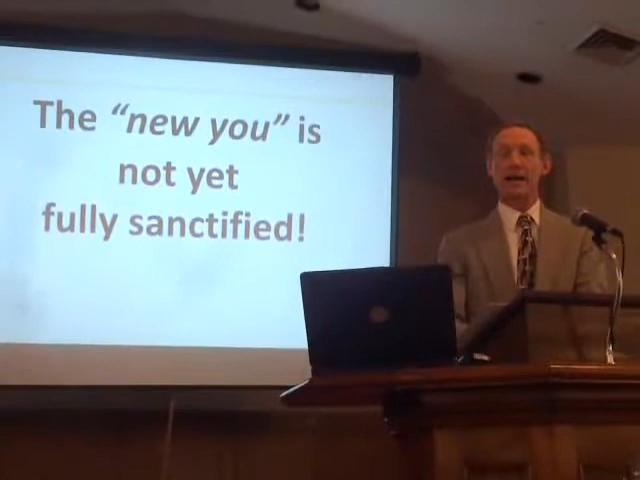 The “new you” is
not yet
fully sanctified!